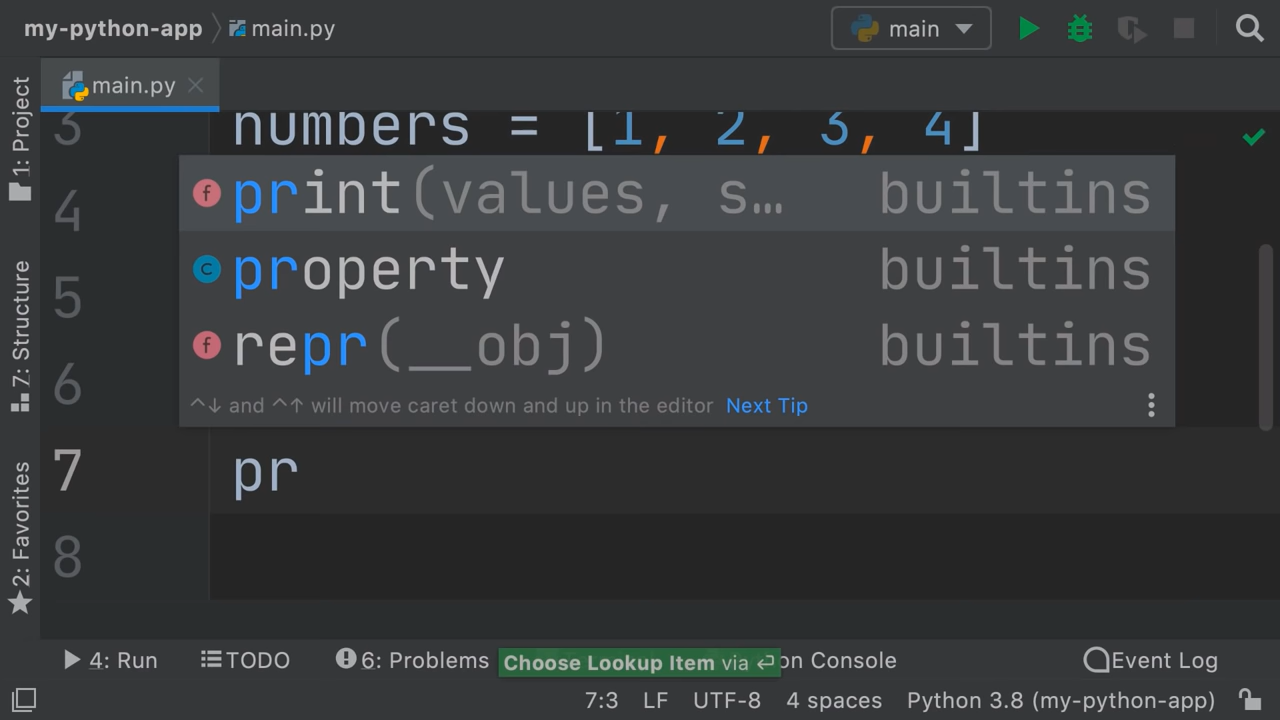 my-python-app main.py
main
main.py
1: Project
7: Structure
2: Favorites
3 numbers = [1, 2, 3, 4]
4
5
6
print(values, s… builtins
property builtins
repr(__obj) builtins
^↓ and ^↑ will move caret down and up in the editor Next Tip
7 pr
8
4: Run TODO 6: Problems Choose Lookup Item via ⏎ on Console Event Log
7:3 LF UTF-8 4 spaces Python 3.8 (my-python-app)